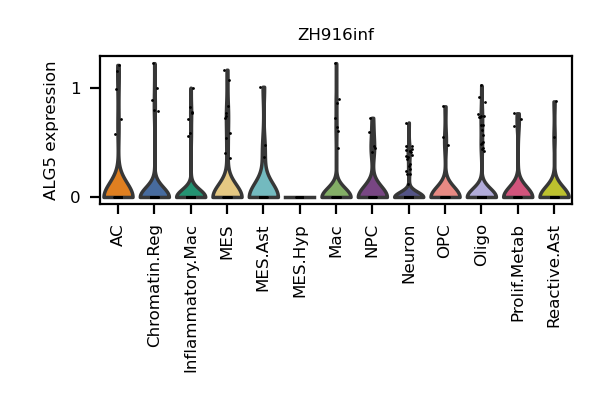 ZH916inf
ALG5 expression
1
0
AC
Chromatin.Reg
Inflammatory.Mac
MES
MES.Ast
MES.Hyp
Mac
NPC
Neuron
OPC
Oligo
Prolif.Metab
Reactive.Ast